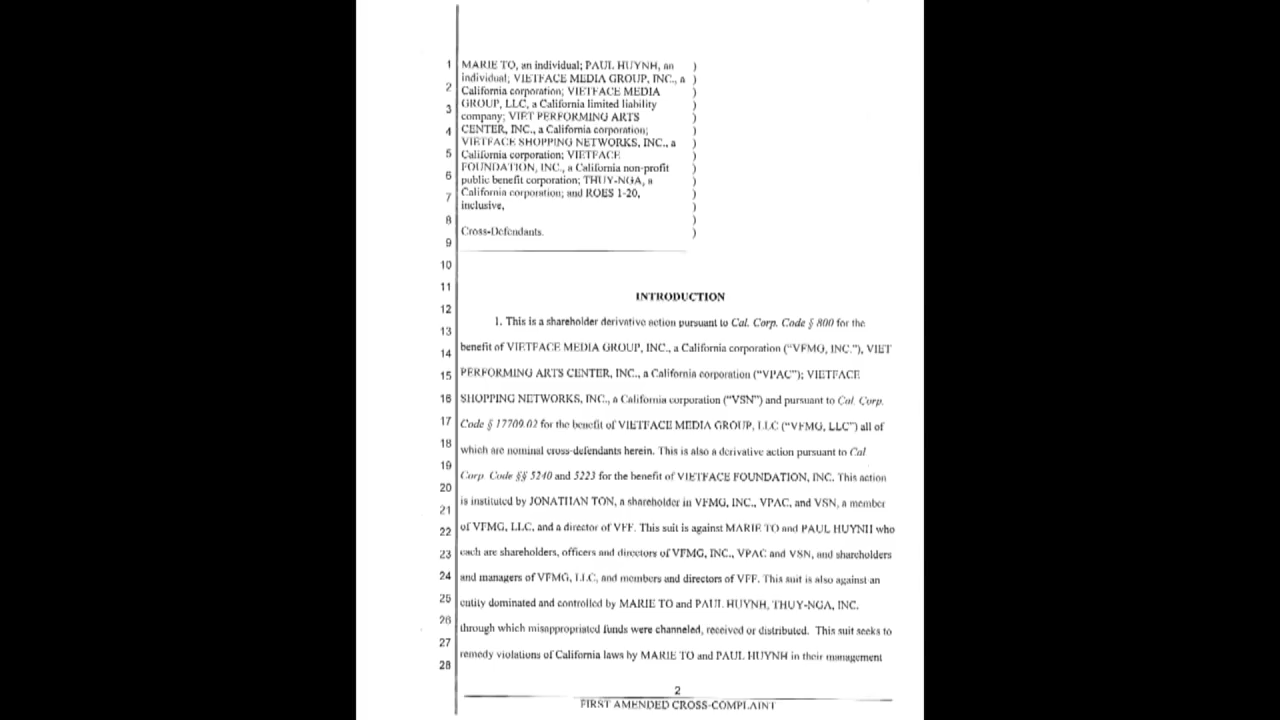 1 MARIE TO, an individual; PAUL HUYNH, an )
individual; VIETFACE MEDIA GROUP, INC., a )
2 California corporation; VIETFACE MEDIA )
3 GROUP, LLC, a California limited liability )
company; VIET PERFORMING ARTS )
4 CENTER, INC., a California corporation; )
VIETFACE SHOPPING NETWORKS, INC., a )
5 California corporation; VIETFACE )
FOUNDATION, INC., a California non-profit )
6 public benefit corporation; THUY-NGA, a )
7 California corporation; and ROES 1-20, )
inclusive, )
8 )
Cross-Defendants. )
9
10
11 INTRODUCTION
12 1. This is a shareholder derivative action pursuant to Cal. Corp. Code § 800 for the
13
14 benefit of VIETFACE MEDIA GROUP, INC., a California corporation ("VFMG, INC."), VIET
15 PERFORMING ARTS CENTER, INC., a California corporation ("VPAC"); VIETFACE
16 SHOPPING NETWORKS, INC., a California corporation ("VSN") and pursuant to Cal. Corp.
17 Code § 17709.02 for the benefit of VIETFACE MEDIA GROUP, LLC ("VFMG, LLC") all of
18 which are nominal cross-defendants herein. This is also a derivative action pursuant to Cal
19 Corp. Code §§ 5240 and 5223 for the benefit of VIETFACE FOUNDATION, INC. This action
20
21 is instituted by JONATHAN TON, a shareholder in VFMG, INC., VPAC, and VSN, a member
22 of VFMG, LLC, and a director of VFF. This suit is against MARIE TO and PAUL HUYNH who
23 each are shareholders, officers and directors of VFMG, INC., VPAC and VSN, and shareholders
24 and managers of VFMG, LLC, and members and directors of VFF. This suit is also against an
25 entity dominated and controlled by MARIE TO and PAUL HUYNH, THUY-NGA, INC.
26 through which misappropriated funds were channeled, received or distributed. This suit seeks to
27 remedy violations of California laws by MARIE TO and PAUL HUYNH in their management
28
2
FIRST AMENDED CROSS-COMPLAINT